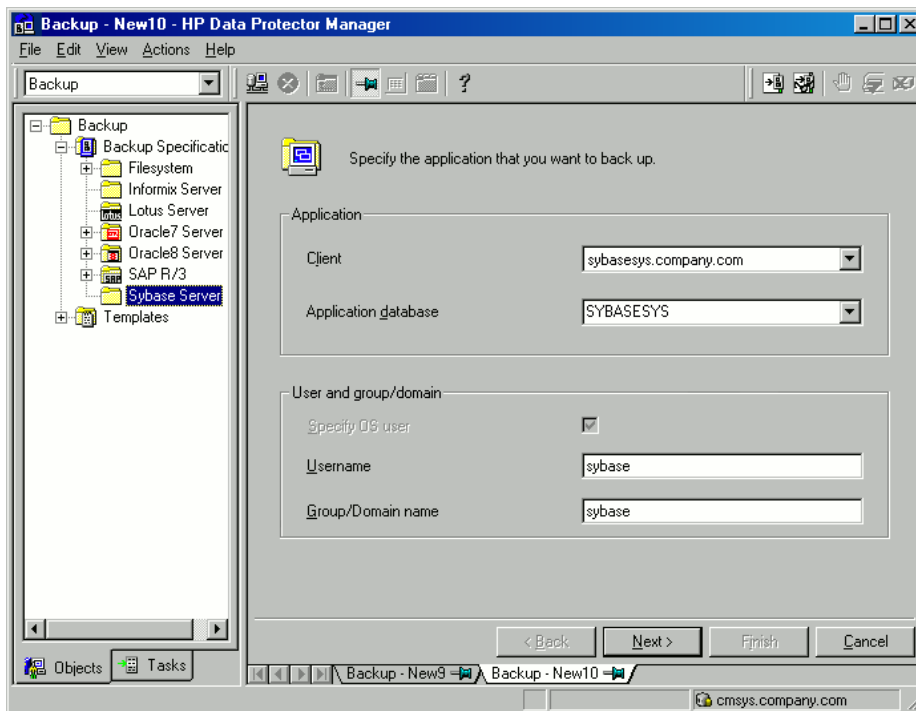 Backup - New10 - HP Data Protector Manager
File Edit View Actions Help
Backup
Backup
Backup Specificatic
Filesystem
Informix Server
Lotus Server
Oracle7 Server
Oracle8 Server
SAP R/3
Sybase Server
Templates
Objects Tasks
Specify the application that you want to back up.
Application
Client sybasesys.company.com
Application database SYBASESYS
User and group/domain
Specify OS user
Username sybase
Group/Domain name sybase
< Back Next > Finish Cancel
Backup - New9 Backup - New10
cmsys.company.com